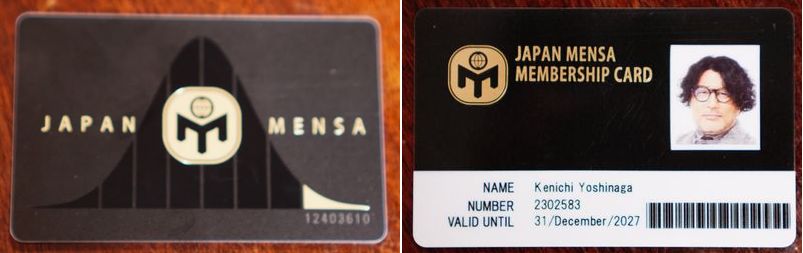 JAPAN MENSA
12403610
JAPAN MENSA
MEMBERSHIP CARD
NAME Kenichi Yoshinaga
NUMBER 2302583
VALID UNTIL 31/December/2027